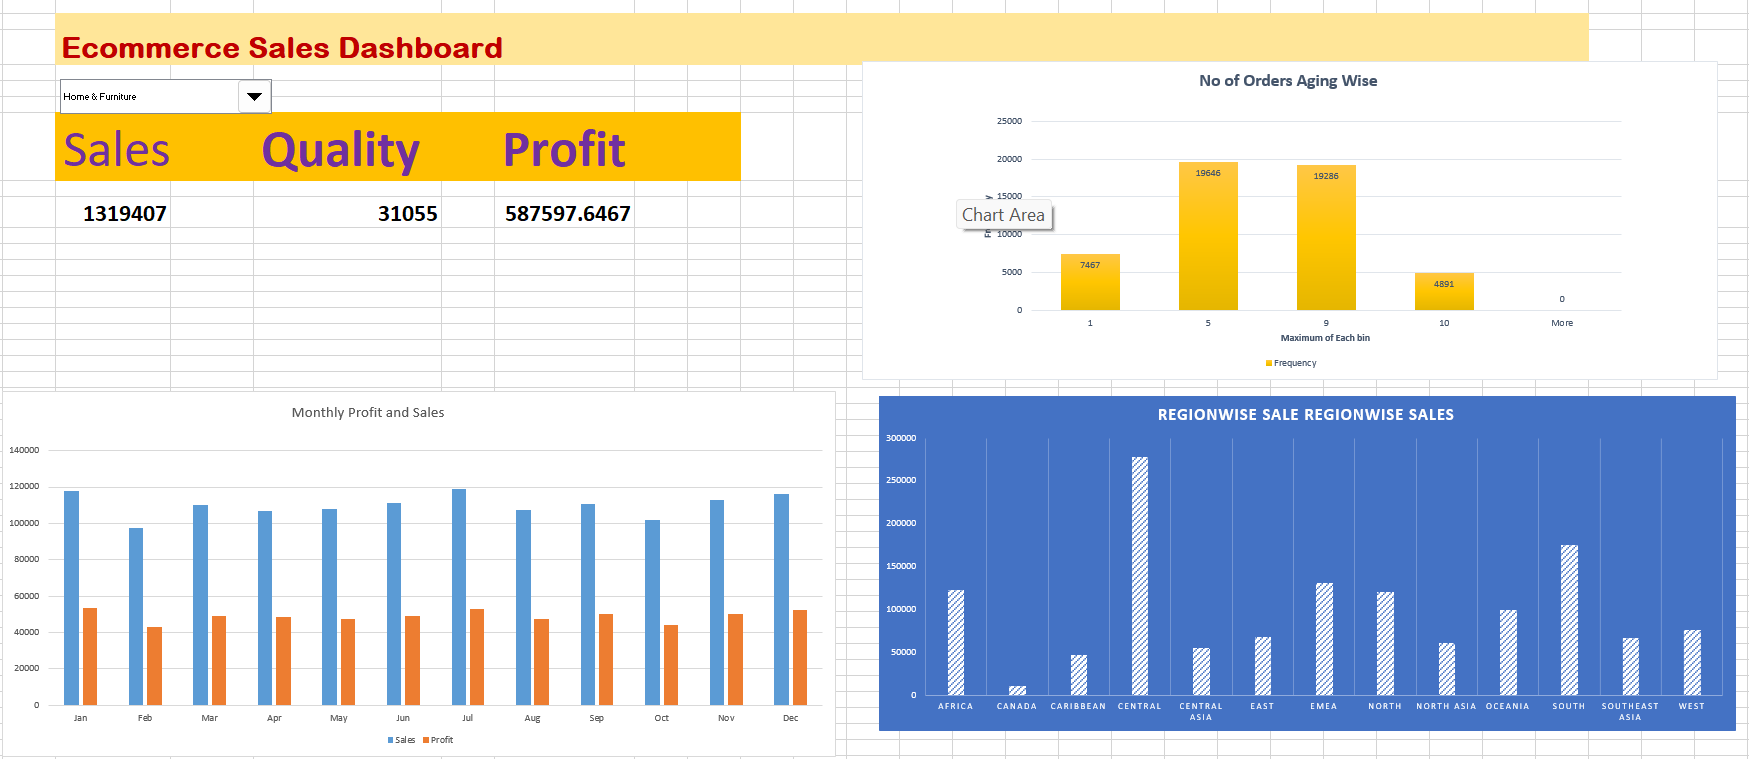 Ecommerce Sales Dashboard
Home & Furniture
Sales Quality Profit
1319407 31055 587597.6467
No of Orders Aging Wise
25000
20000
15000
10000
5000
0
Chart Area
7467 19646 19286 4891 0
1 5 9 10 More
Maximum of Each bin
Frequency
Monthly Profit and Sales
140000
120000
100000
80000
60000
40000
20000
0
Jan Feb Mar Apr May Jun Jul Aug Sep Oct Nov Dec
Sales Profit
REGIONWISE SALE REGIONWISE SALES
300000
250000
200000
150000
100000
50000
0
AFRICA CANADA CARIBBEAN CENTRAL CENTRAL ASIA EAST EMEA NORTH NORTH ASIA OCEANIA SOUTH SOUTHEAST ASIA WEST